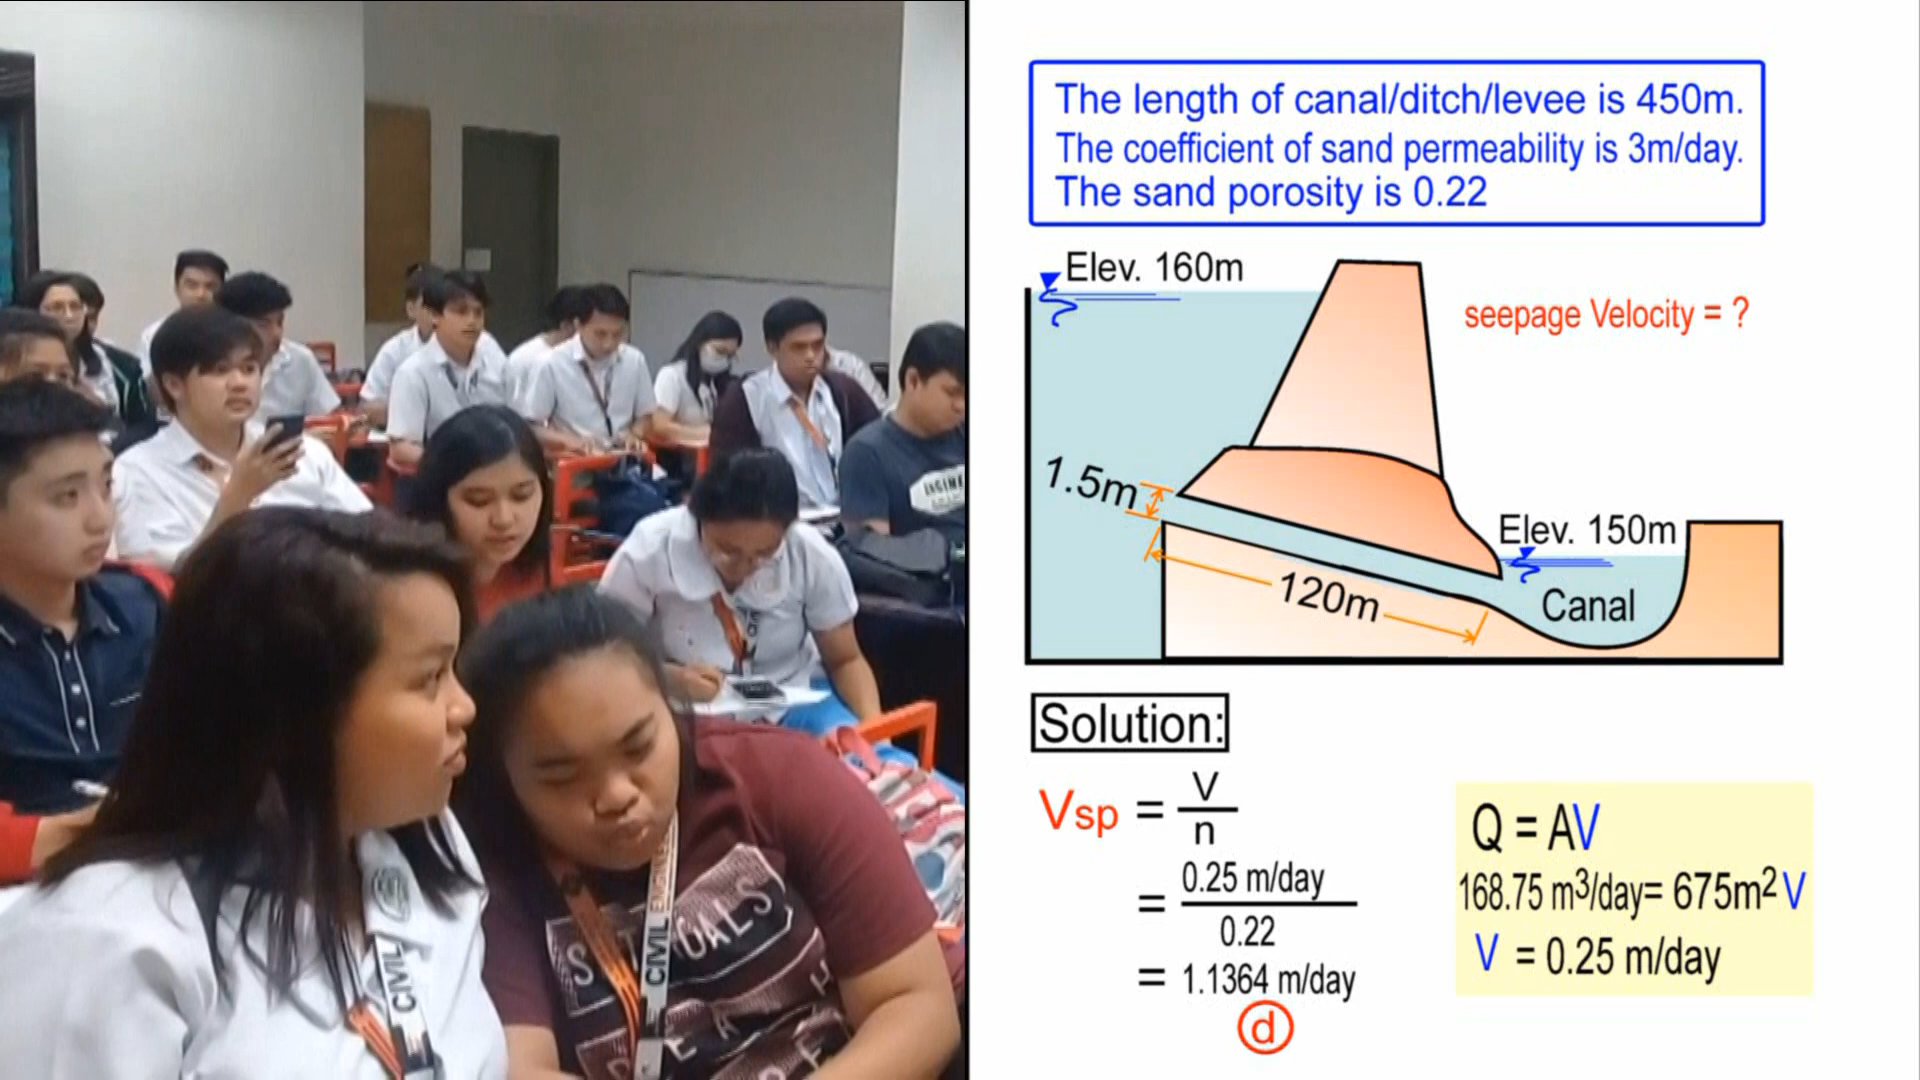 The length of canal/ditch/levee is 450m.
The coefficient of sand permeability is 3m/day.
The sand porosity is 0.22
Elev. 160m
seepage Velocity = ?
1.5m
Elev. 150m
120m
Canal
Solution:
Vsp = V
n
= 0.25 m/day
0.22
= 1.1364 m/day
d
Q = AV
168.75 m3/day= 675m2 V
V = 0.25 m/day
CIVIL
CIVIL